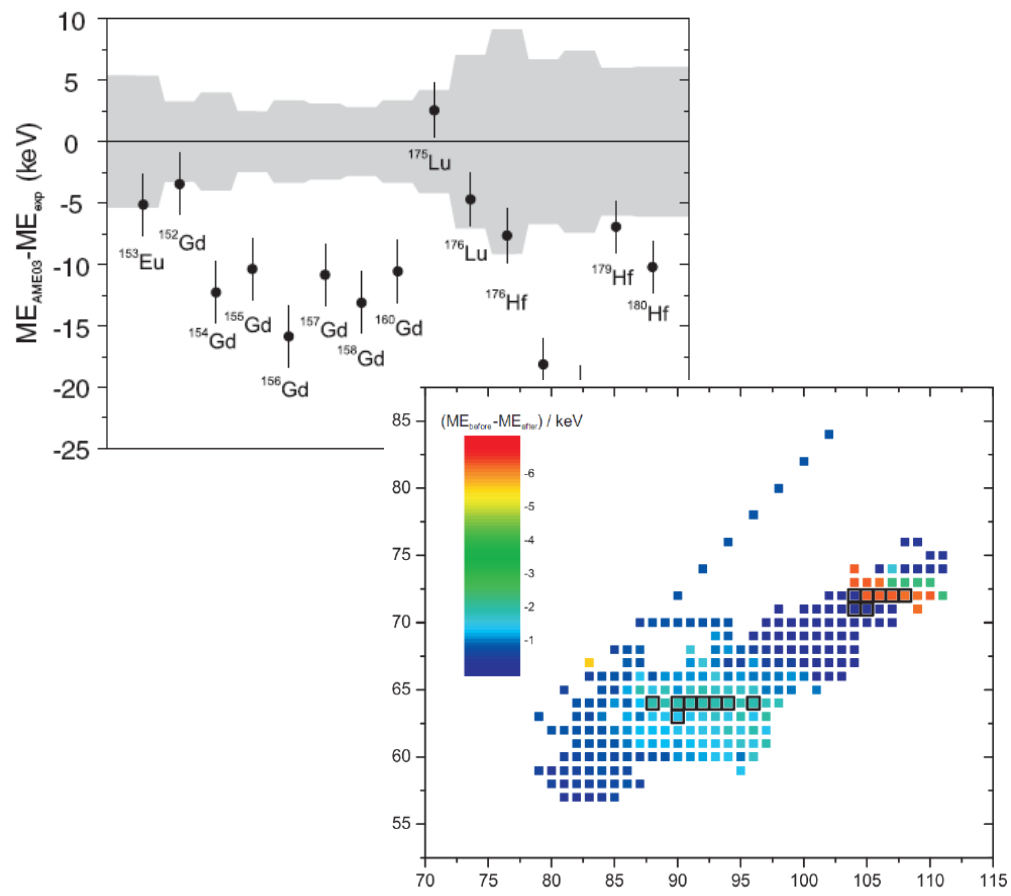 10
5
0
-5
-10
-15
-20
-25
ME_AME03-ME_exp (keV)
153Eu
152Gd
154Gd
155Gd
156Gd
157Gd
158Gd
160Gd
175Lu
176Lu
176Hf
179Hf
180Hf
(ME_before-ME_after) / keV
-6
-5
-4
-3
-2
-1
85
80
75
70
65
60
55
70 75 80 85 90 95 100 105 110 115